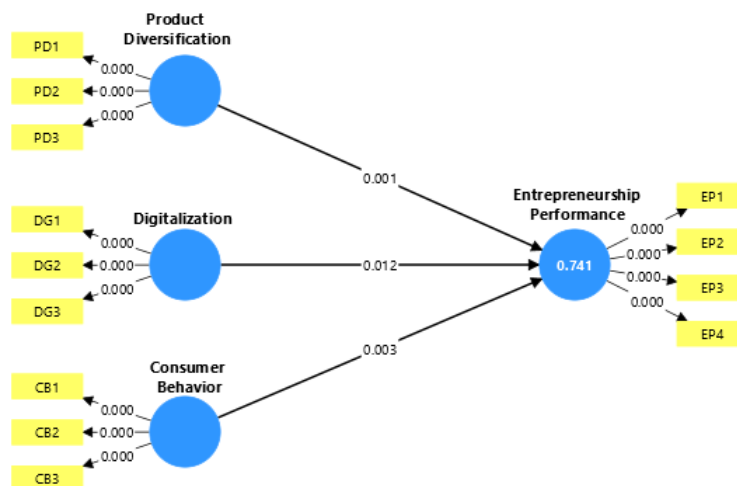 Product
Diversification
PD1
0.000
PD2
0.000
PD3
0.000
0.001
Digitalization
DG1
0.000
DG2
0.000
DG3
0.000
0.012
Consumer
Behavior
CB1
0.000
CB2
0.000
CB3
0.000
0.003
Entrepreneurship
Performance
0.741
EP1
0.000
EP2
0.000
EP3
0.000
EP4
0.000